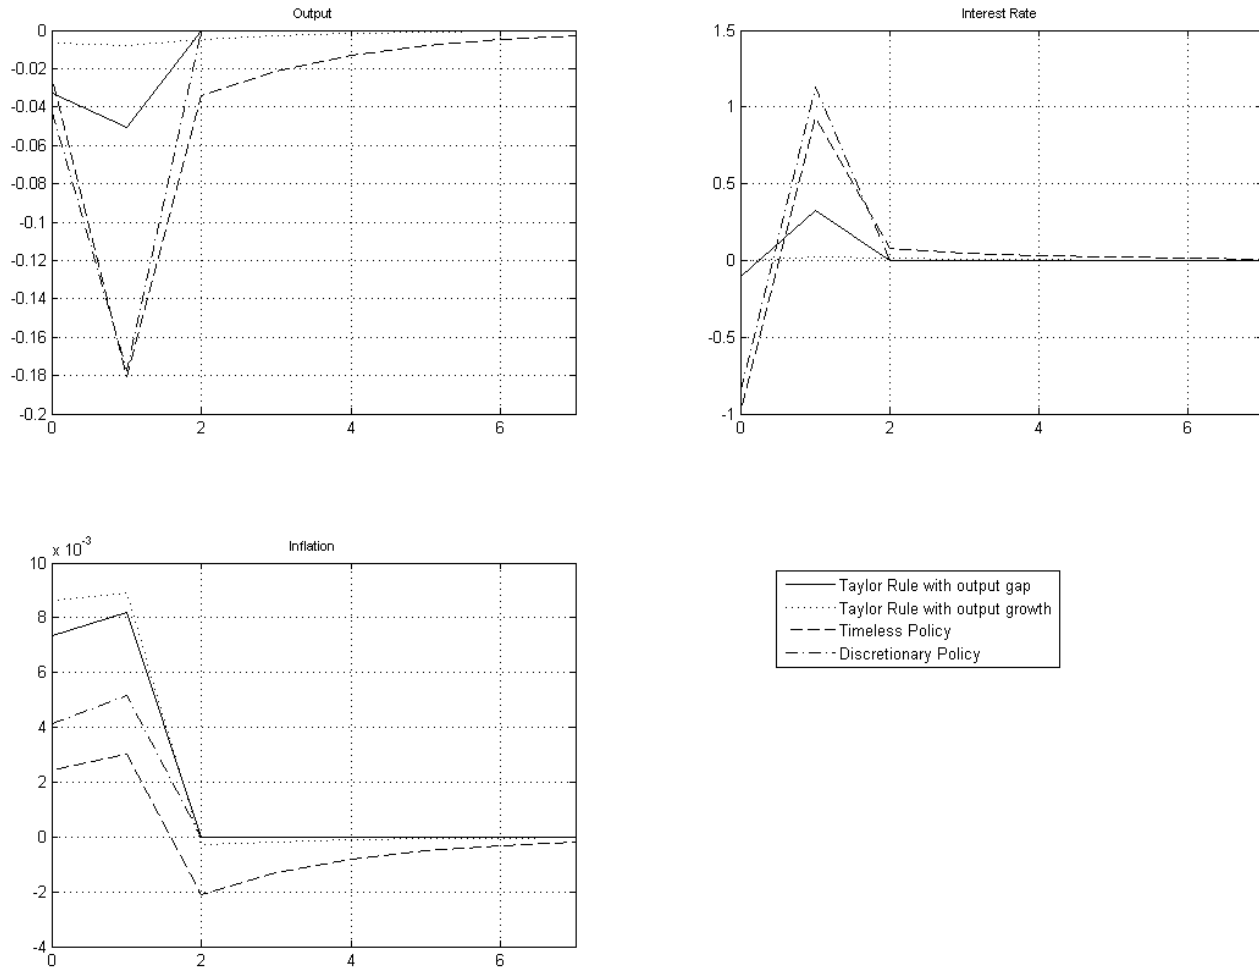 Output
0
-0.02
-0.04
-0.06
-0.08
-0.1
-0.12
-0.14
-0.16
-0.18
-0.2
0 2 4 6
Interest Rate
1.5
1
0.5
0
-0.5
-1
0 2 4 6
x 10^-3
Inflation
10
8
6
4
2
0
-2
-4
0 2 4 6
Taylor Rule with output gap
Taylor Rule with output growth
Timeless Policy
Discretionary Policy